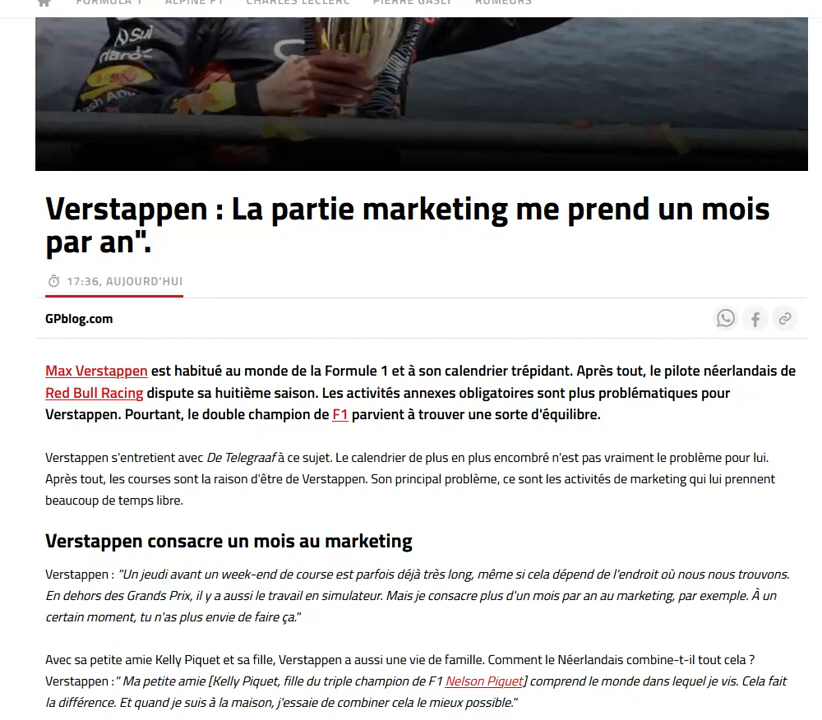 FORMULA 1 ALPINE F1 CHARLES LECLERC PIERRE GASLY RUMEURS
Verstappen : La partie marketing me prend un mois
par an".
17:36, AUJOURD'HUI
GPblog.com
Max Verstappen est habitué au monde de la Formule 1 et à son calendrier trépidant. Après tout, le pilote néerlandais de
Red Bull Racing dispute sa huitième saison. Les activités annexes obligatoires sont plus problématiques pour
Verstappen. Pourtant, le double champion de F1 parvient à trouver une sorte d'équilibre.
Verstappen s'entretient avec De Telegraaf à ce sujet. Le calendrier de plus en plus encombré n'est pas vraiment le problème pour lui.
Après tout, les courses sont la raison d'être de Verstappen. Son principal problème, ce sont les activités de marketing qui lui prennent
beaucoup de temps libre.
Verstappen consacre un mois au marketing
Verstappen : "Un jeudi avant un week-end de course est parfois déjà très long, même si cela dépend de l'endroit où nous nous trouvons.
En dehors des Grands Prix, il y a aussi le travail en simulateur. Mais je consacre plus d'un mois par an au marketing, par exemple. À un
certain moment, tu n'as plus envie de faire ça."
Avec sa petite amie Kelly Piquet et sa fille, Verstappen a aussi une vie de famille. Comment le Néerlandais combine-t-il tout cela ?
Verstappen :" Ma petite amie [Kelly Piquet, fille du triple champion de F1 Nelson Piquet] comprend le monde dans lequel je vis. Cela fait
la différence. Et quand je suis à la maison, j'essaie de combiner cela le mieux possible."